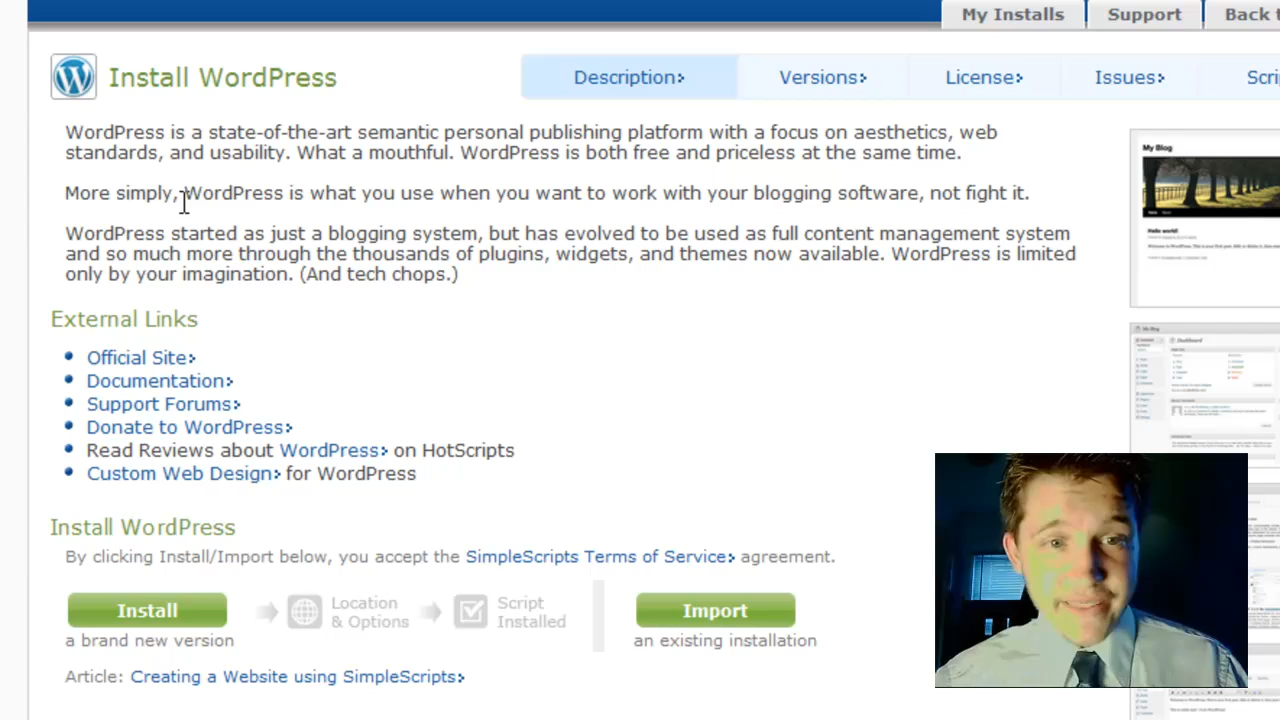 My Installs
Support
Back
Install WordPress
Description
Versions
License
Issues
WordPress is a state-of-the-art semantic personal publishing platform with a focus on aesthetics, web
standards, and usability. What a mouthful. WordPress is both free and priceless at the same time.
More simply, WordPress is what you use when you want to work with your blogging software, not fight it.
WordPress started as just a blogging system, but has evolved to be used as full content management system
and so much more through the thousands of plugins, widgets, and themes now available. WordPress is limited
only by your imagination. (And tech chops.)
My Blog
Hello world!
External Links
Official Site
Documentation
Support Forums
Donate to WordPress
Read Reviews about WordPress on HotScripts
Custom Web Design for WordPress
Dashboard
Install WordPress
By clicking Install/Import below, you accept the SimpleScripts Terms of Service agreement.
Install
Location
& Options
Script
Installed
Import
a brand new version
an existing installation
Article: Creating a Website using SimpleScripts